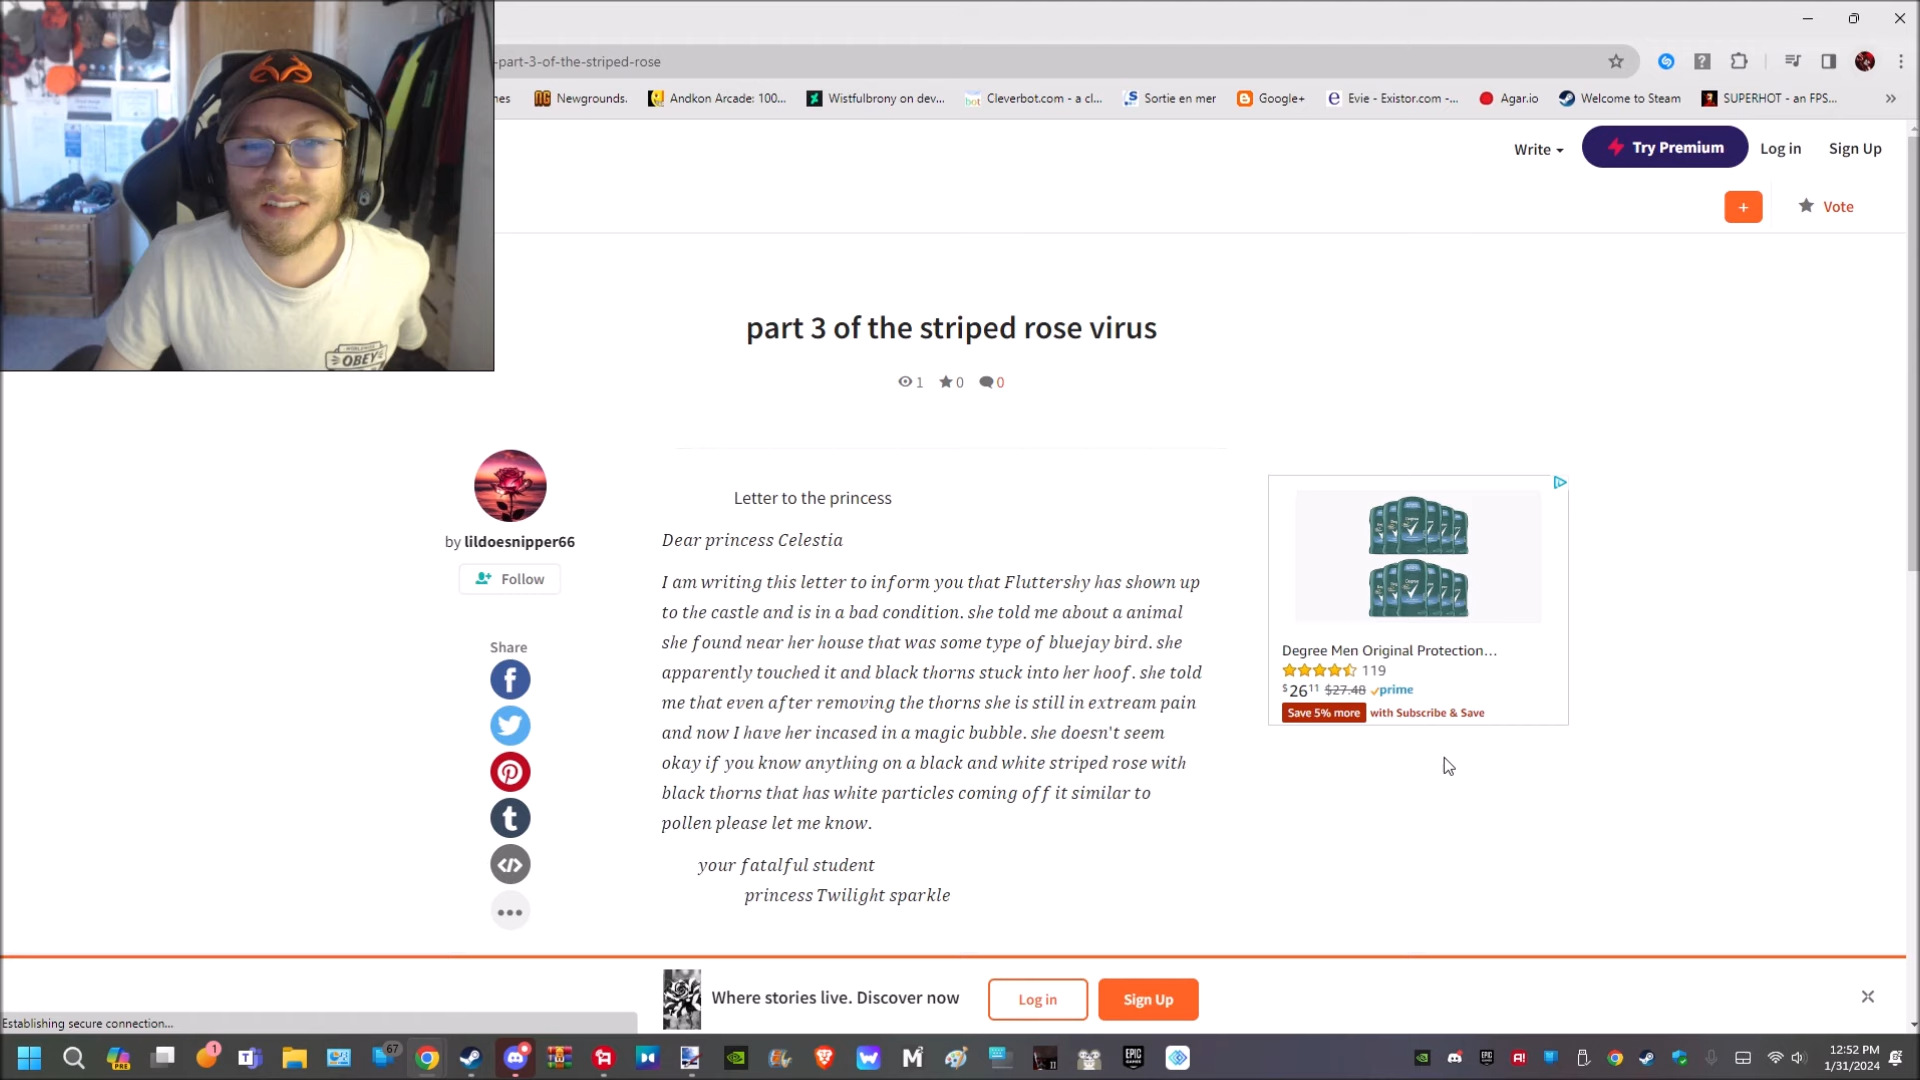 -part-3-of-the-striped-rose
nes
Newgrounds.
Andkon Arcade: 100...
Wistfulbrony on dev...
Cleverbot.com - a cl...
Sortie en mer
Google+
Evie - Existor.com -...
Agar.io
Welcome to Steam
SUPERHOT - an FPS...
Write
Try Premium
Log in
Sign Up
+
Vote
OBEY
part 3 of the striped rose virus
1
0
0
by lildoesnipper66
Follow
Share
Letter to the princess
Dear princess Celestia
I am writing this letter to inform you that Fluttershy has shown up
to the castle and is in a bad condition. she told me about a animal
she found near her house that was some type of bluejay bird. she
apparently touched it and black thorns stuck into her hoof. she told
me that even after removing the thorns she is still in extream pain
and now I have her incased in a magic bubble. she doesn't seem
okay if you know anything on a black and white striped rose with
black thorns that has white particles coming off it similar to
pollen please let me know.
your fatalful student
princess Twilight sparkle
Degree Men Original Protection...
119
$26 11 $27.48 prime
Save 5% more with Subscribe & Save
Where stories live. Discover now
Log in
Sign Up
Establishing secure connection...
PRE
1
67
EPIC
12:52 PM
1/31/2024